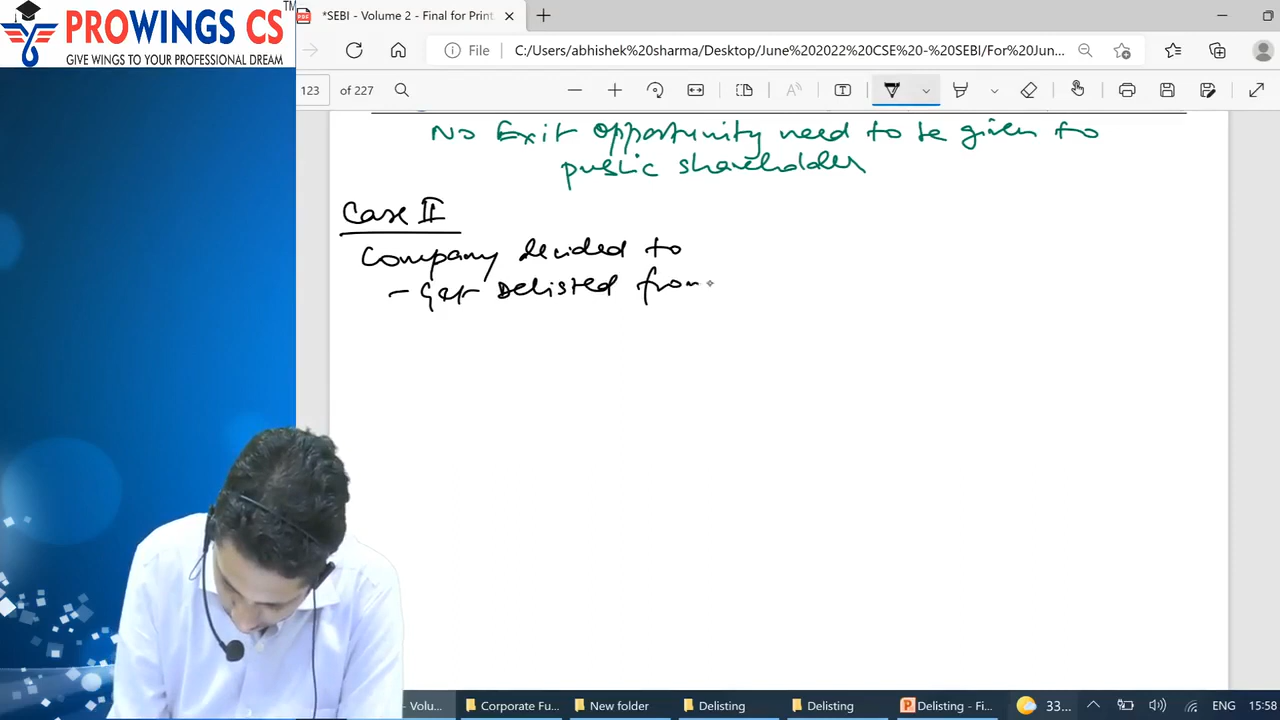 PROWINGS CS TM
GIVE WINGS TO YOUR PROFESSIONAL DREAM
*SEBI - Volume 2 - Final for Print
File C:/Users/abhishek%20sharma/Desktop/June%202022%20CSE%20-%20SEBI/For%20Jun...
123 of 227
No Exit opportunity need to be given to
public shareholder
Case II
Company decided to
- Get Delisted from
- Volu... Corporate Fu... New folder Delisting Delisting Delisting - Fi... 33... ENG 15:58